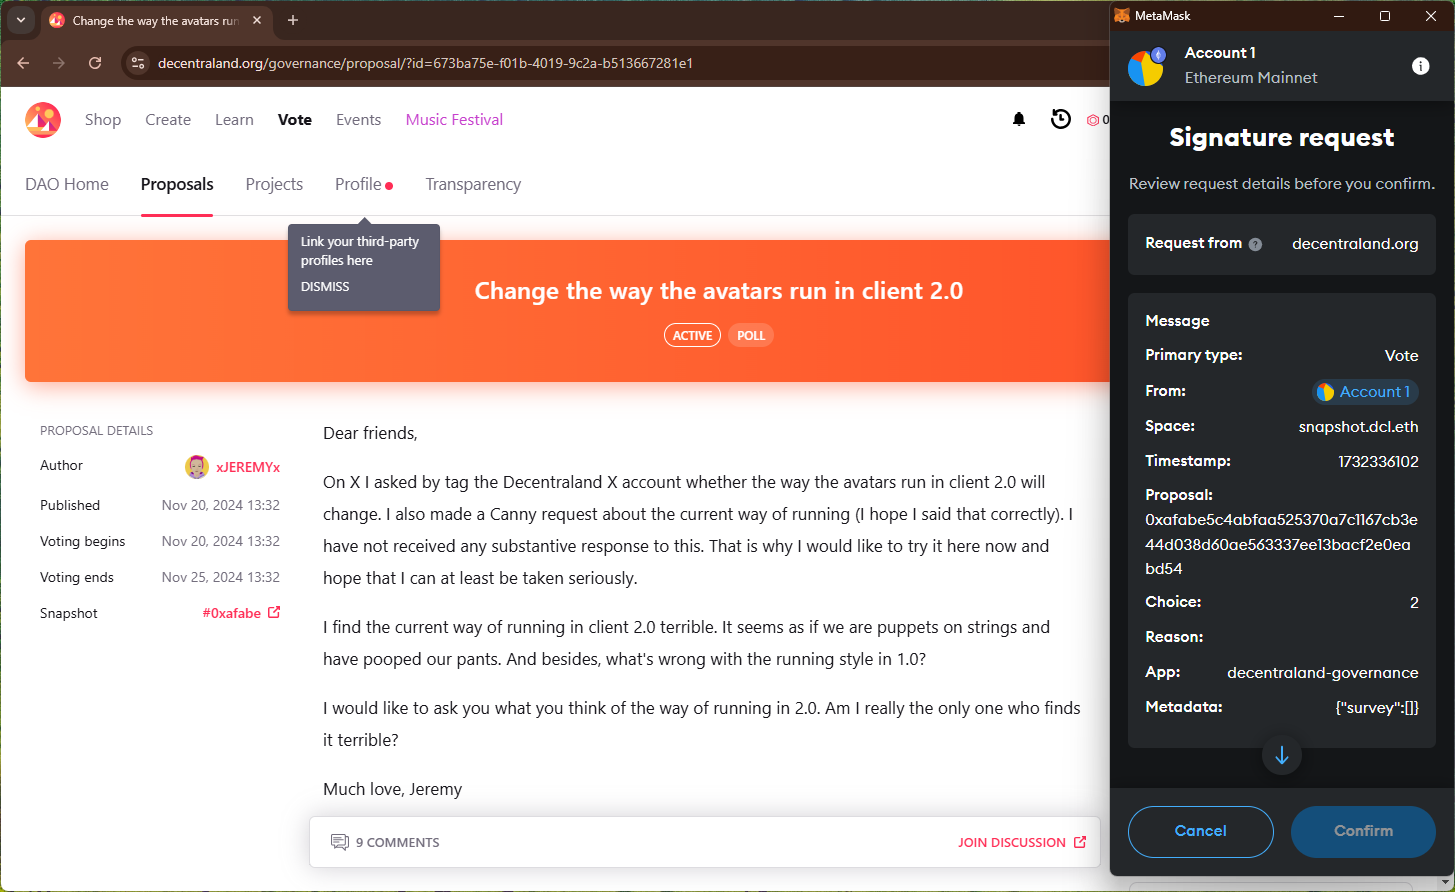 Change the way the avatars run
decentraland.org/governance/proposal/?id=673ba75e-f01b-4019-9c2a-b513667281e1
Shop Create Learn Vote Events Music Festival
0
DAO Home Proposals Projects Profile Transparency
Link your third-party
profiles here
DISMISS
Change the way the avatars run in client 2.0
ACTIVE POLL
PROPOSAL DETAILS
Author xJEREMYx
Published Nov 20, 2024 13:32
Voting begins Nov 20, 2024 13:32
Voting ends Nov 25, 2024 13:32
Snapshot #0xafabe
Dear friends,
On X I asked by tag the Decentraland X account whether the way the avatars run in client 2.0 will
change. I also made a Canny request about the current way of running (I hope I said that correctly). I
have not received any substantive response to this. That is why I would like to try it here now and
hope that I can at least be taken seriously.
I find the current way of running in client 2.0 terrible. It seems as if we are puppets on strings and
have pooped our pants. And besides, what's wrong with the running style in 1.0?
I would like to ask you what you think of the way of running in 2.0. Am I really the only one who finds
it terrible?
Much love, Jeremy
9 COMMENTS JOIN DISCUSSION
MetaMask
Account 1
Ethereum Mainnet
Signature request
Review request details before you confirm.
Request from ? decentraland.org
Message
Primary type: Vote
From: Account 1
Space: snapshot.dcl.eth
Timestamp: 1732336102
Proposal:
0xafabe5c4abfaa525370a7c1167cb3e
44d038d60ae563337ee13bacf2e0ea
bd54
Choice: 2
Reason:
App: decentraland-governance
Metadata: {"survey":[]}
Cancel Confirm